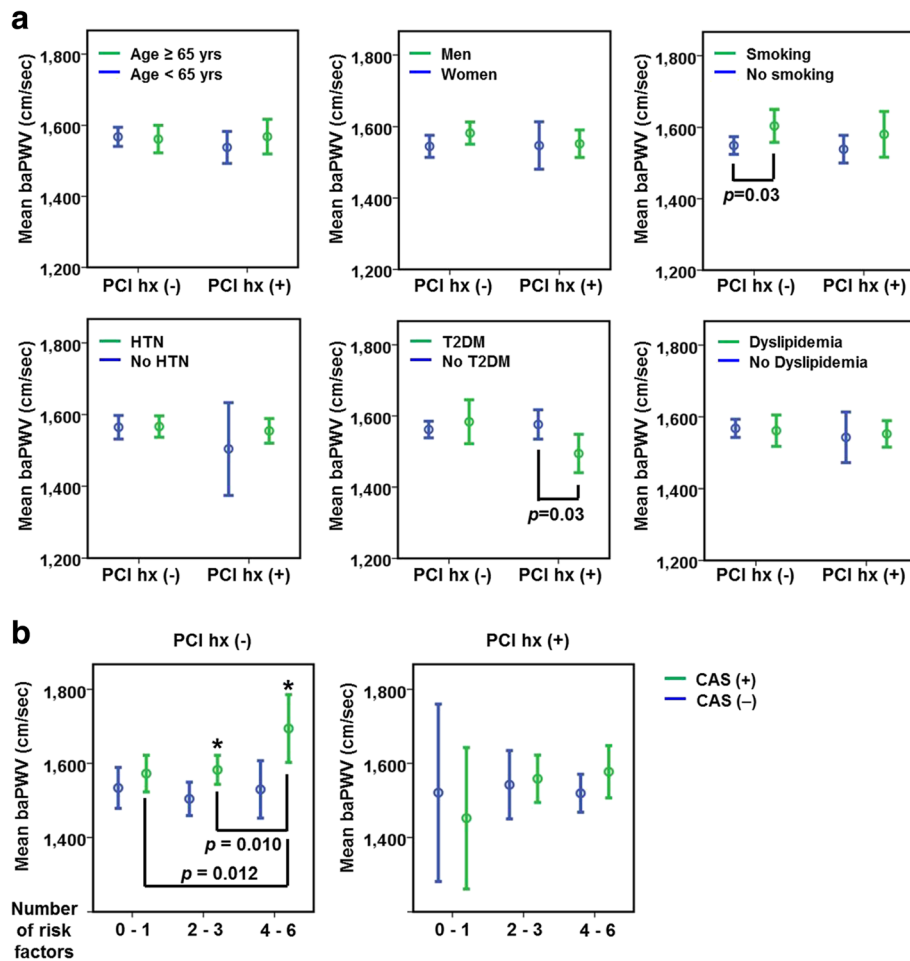 a
Mean baPWV (cm/sec)
1,800
1,600
1,400
1,200
Age ≥ 65 yrs
Age < 65 yrs
PCI hx (-)
PCI hx (+)
Mean baPWV (cm/sec)
1,800
1,600
1,400
1,200
Men
Women
PCI hx (-)
PCI hx (+)
Mean baPWV (cm/sec)
1,800
1,600
1,400
1,200
Smoking
No smoking
p=0.03
PCI hx (-)
PCI hx (+)
Mean baPWV (cm/sec)
1,800
1,600
1,400
1,200
HTN
No HTN
PCI hx (-)
PCI hx (+)
Mean baPWV (cm/sec)
1,800
1,600
1,400
1,200
T2DM
No T2DM
p=0.03
PCI hx (-)
PCI hx (+)
Mean baPWV (cm/sec)
1,800
1,600
1,400
1,200
Dyslipidemia
No Dyslipidemia
PCI hx (-)
PCI hx (+)
b
PCI hx (-)
Mean baPWV (cm/sec)
1,800
1,600
1,400
*
*
p = 0.010
p = 0.012
Number
of risk
factors
0 - 1
2 - 3
4 - 6
PCI hx (+)
Mean baPWV (cm/sec)
1,800
1,600
1,400
0 - 1
2 - 3
4 - 6
CAS (+)
CAS (–)